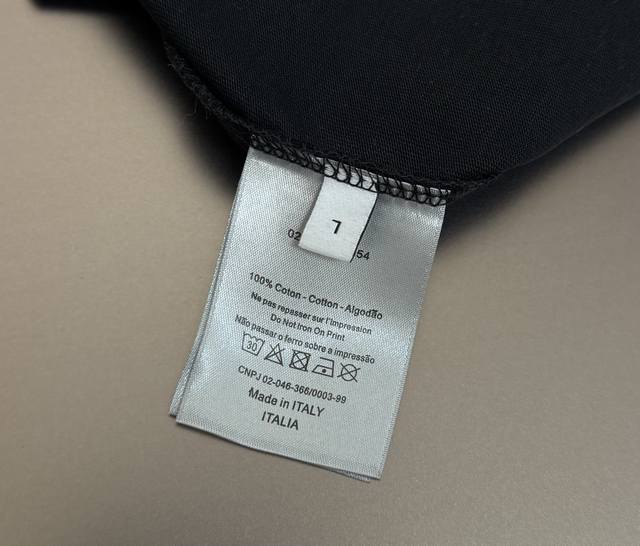 7
02 54
100% Coton - Cotton - Algodão
Ne pas repasser sur l'impression
Do Not Iron On Print
Não passar o ferro sobre a impressão
30
CNPJ 02-046-366/0003-99
Made in ITALY
ITALIA